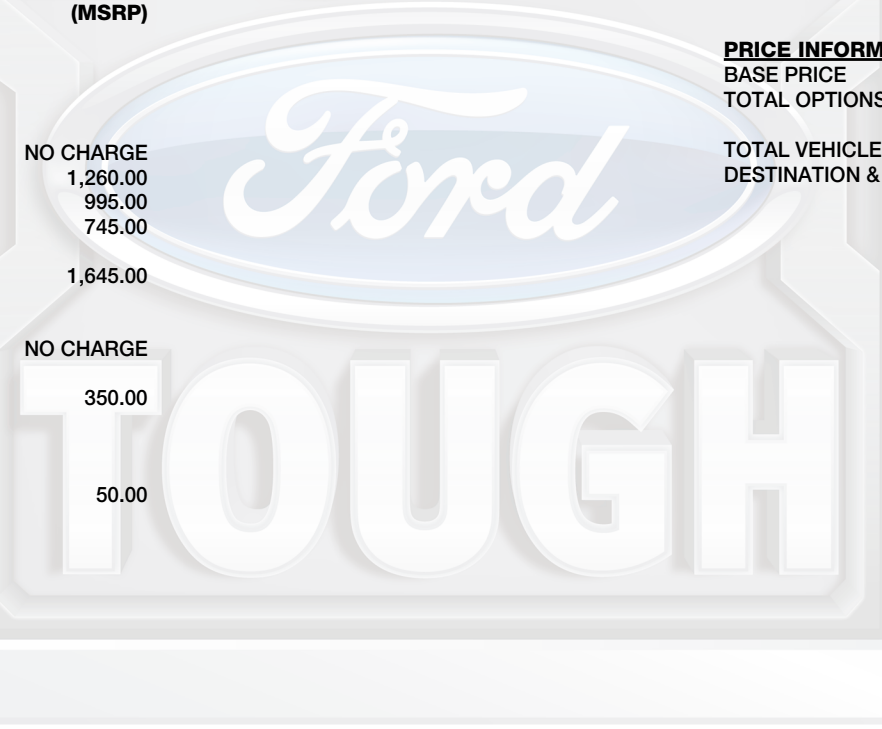 (MSRP)
NO CHARGE
1,260.00
995.00
745.00
1,645.00
NO CHARGE
350.00
50.00
PRICE INFORM
BASE PRICE
TOTAL OPTIONS
TOTAL VEHICLE
DESTINATION &
Ford
TOUGH